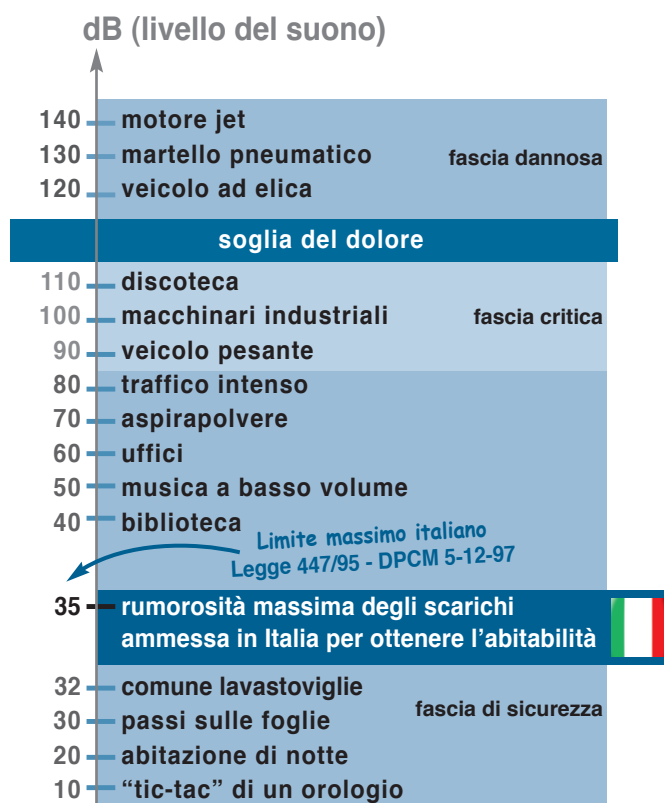 dB (livello del suono)
140 motore jet
130 martello pneumatico
fascia dannosa
120 veicolo ad elica
soglia del dolore
110 discoteca
100 macchinari industriali
fascia critica
90 veicolo pesante
80 traffico intenso
70 aspirapolvere
60 uffici
50 musica a basso volume
40 biblioteca
Limite massimo italiano
Legge 447/95 - DPCM 5-12-97
35 rumorosità massima degli scarichi
ammessa in Italia per ottenere l'abitabilità
32 comune lavastoviglie
fascia di sicurezza
30 passi sulle foglie
20 abitazione di notte
10 “tic-tac” di un orologio